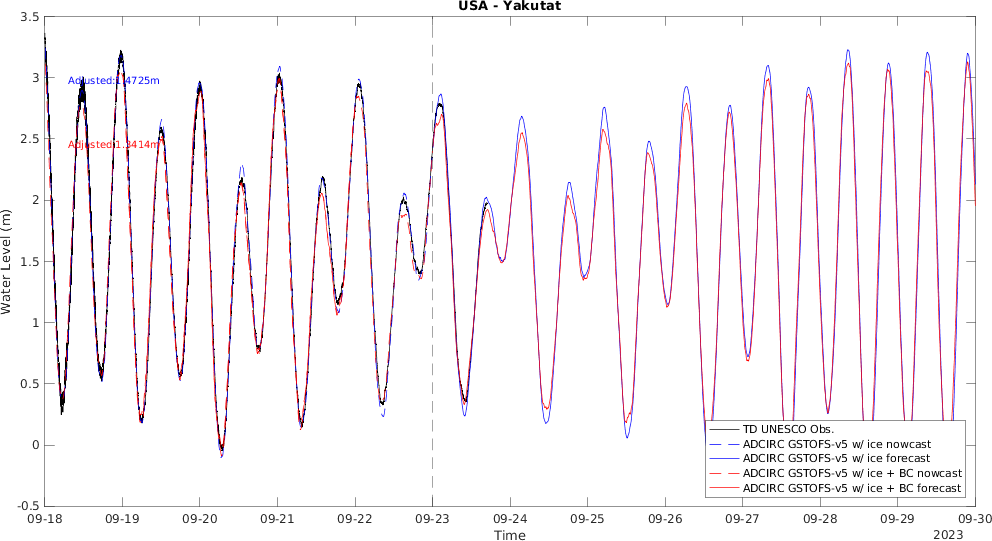 USA - Yakutat
3.5
3
2.5
2
1.5
1
0.5
0
-0.5
Water Level (m)
Adjusted:1.4725m
Adjusted:1.3414m
TD UNESCO Obs.
ADCIRC GSTOFS-v5 w/ ice nowcast
ADCIRC GSTOFS-v5 w/ ice forecast
ADCIRC GSTOFS-v5 w/ ice + BC nowcast
ADCIRC GSTOFS-v5 w/ ice + BC forecast
09-18 09-19 09-20 09-21 09-22 09-23 09-24 09-25 09-26 09-27 09-28 09-29 09-30
Time
2023